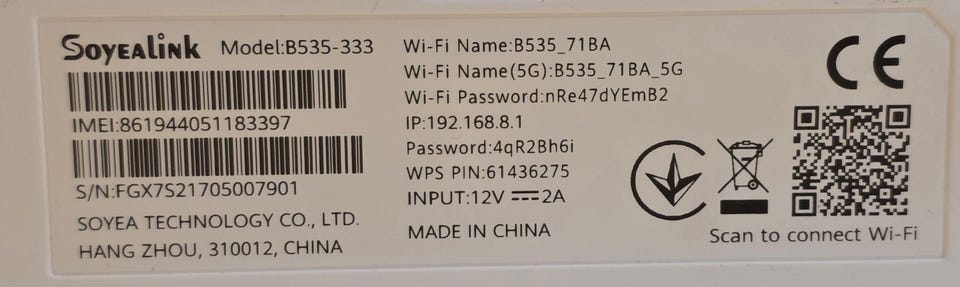 SOYEALINK Model:B535-333
IMEI:861944051183397
S/N:FGX7S21705007901
SOYEA TECHNOLOGY CO., LTD.
HANG ZHOU, 310012, CHINA
Wi-Fi Name:B535_71BA
Wi-Fi Name(5G):B535_71BA_5G
Wi-Fi Password:nRe47dYEmB2
IP:192.168.8.1
Password:4qR2Bh6i
WPS PIN:61436275
INPUT:12V⎓2A
MADE IN CHINA
CE
Scan to connect Wi-Fi